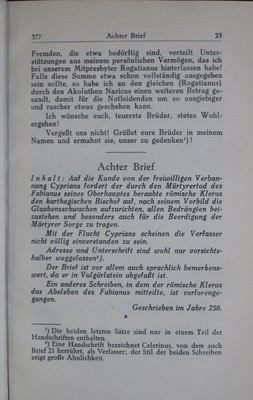 377 Achter Brief 23
Fremden, die etwa bedürftig sind, verteilt Unter-
stützungen aus meinem persönlichen Vermögen, das ich
bei unserem Mitpresbyter Rogatianus hinterlassen habe!
Falls diese Somme etwa schon vollständig ausgegeben
sein sollte, so habe ich an den gleichen (Rogatianus)
durch den Akoluthen Naricus einen weiteren Betrag ge-
sandt, damit für die Notleidenden um so ausgiebiger
und rascher etwas geschehen kann.
Ich wünsche euch, teuerste Brüder, stetes Wohl-
ergehen!
Vergeßt uns nicht! Grüßet eure Brüder in meinem
Namen und ermahnt sie, unser zu gedenken¹)!
Achter Brief
Inhalt: Auf die Kunde von der freiwilligen Verban-
nung Cyprians fordert der durch den Märtyrertod des
Fabianus seines Oberhauptes beraubte römische Klerus
den karthagischen Bischof auf, nach seinem Vorbild die
Glaubensschwachen aufzurichten, allen Bedrängten bei-
zustehen und besonders auch für die Beerdigung der
Märtyrer Sorge zu tragen.
Mit der Flucht Cyprians scheinen die Verfasser
nicht völlig einverstanden zu sein.
Adresse und Unterschrift sind wohl nur vorsichts-
halber weggelassen²).
Der Brief ist vor allem auch sprachlich bemerkens-
wert, da er in Vulgärlatein abgefaßt ist.
Ein anderes Schreiben, in dem der römische Klerus
das Ableben des Fabianus mitteilte, ist verlorenge-
gangen.
Geschrieben im Jahre 250.
*
¹) Die beiden letzten Sätze sind nur in einem Teil der
Handschriften enthalten.
²) Eine Handschrift bezeichnet Celerinus, von dem auch
Brief 21 herrührt, als Verfasser; der Stil der beiden Schreiben
zeigt große Ähnlichkeit.